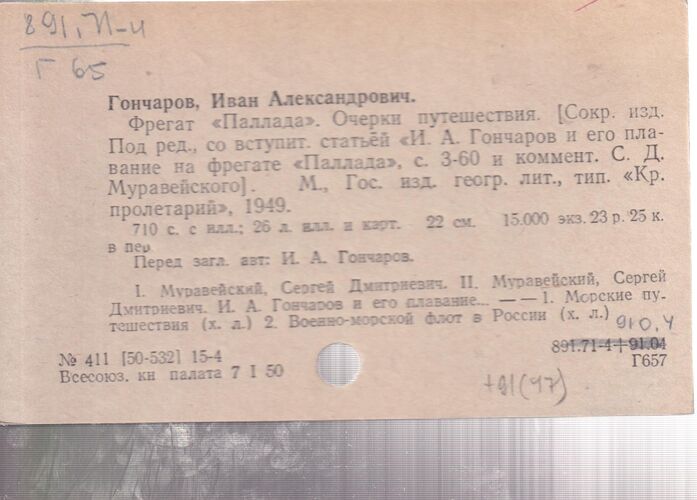 891,71-4
Г 65
Гончаров, Иван Александрович.
Фрегат «Паллада». Очерки путешествия. [Сокр. изд.
Под ред., со вступит. статьёй «И. А. Гончаров и его пла-
вание на фрегате «Паллада», с. 3-60 и коммент. С. Д.
Муравейского]. М., Гос. изд. геогр. лит., тип. «Кр.
пролетарий», 1949.
710 с. с илл.; 26 л. илл. и карт. 22 см. 15.000 экз. 23 р. 25 к.
в пер.
Перед загл. авт: И. А. Гончаров.
I. Муравейский, Сергей Дмитриевич. II. Муравейский, Сергей
Дмитриевич. И. А. Гончаров и его плавание... — — 1. Морские пу-
тешествия (х. л.) 2. Военно-морской флот в России (х. л.)
910,4
№ 411 [50-532] 15-4
891.71-4+91.04
Всесоюз. кн палата 7 I 50
Г657
+91(47)